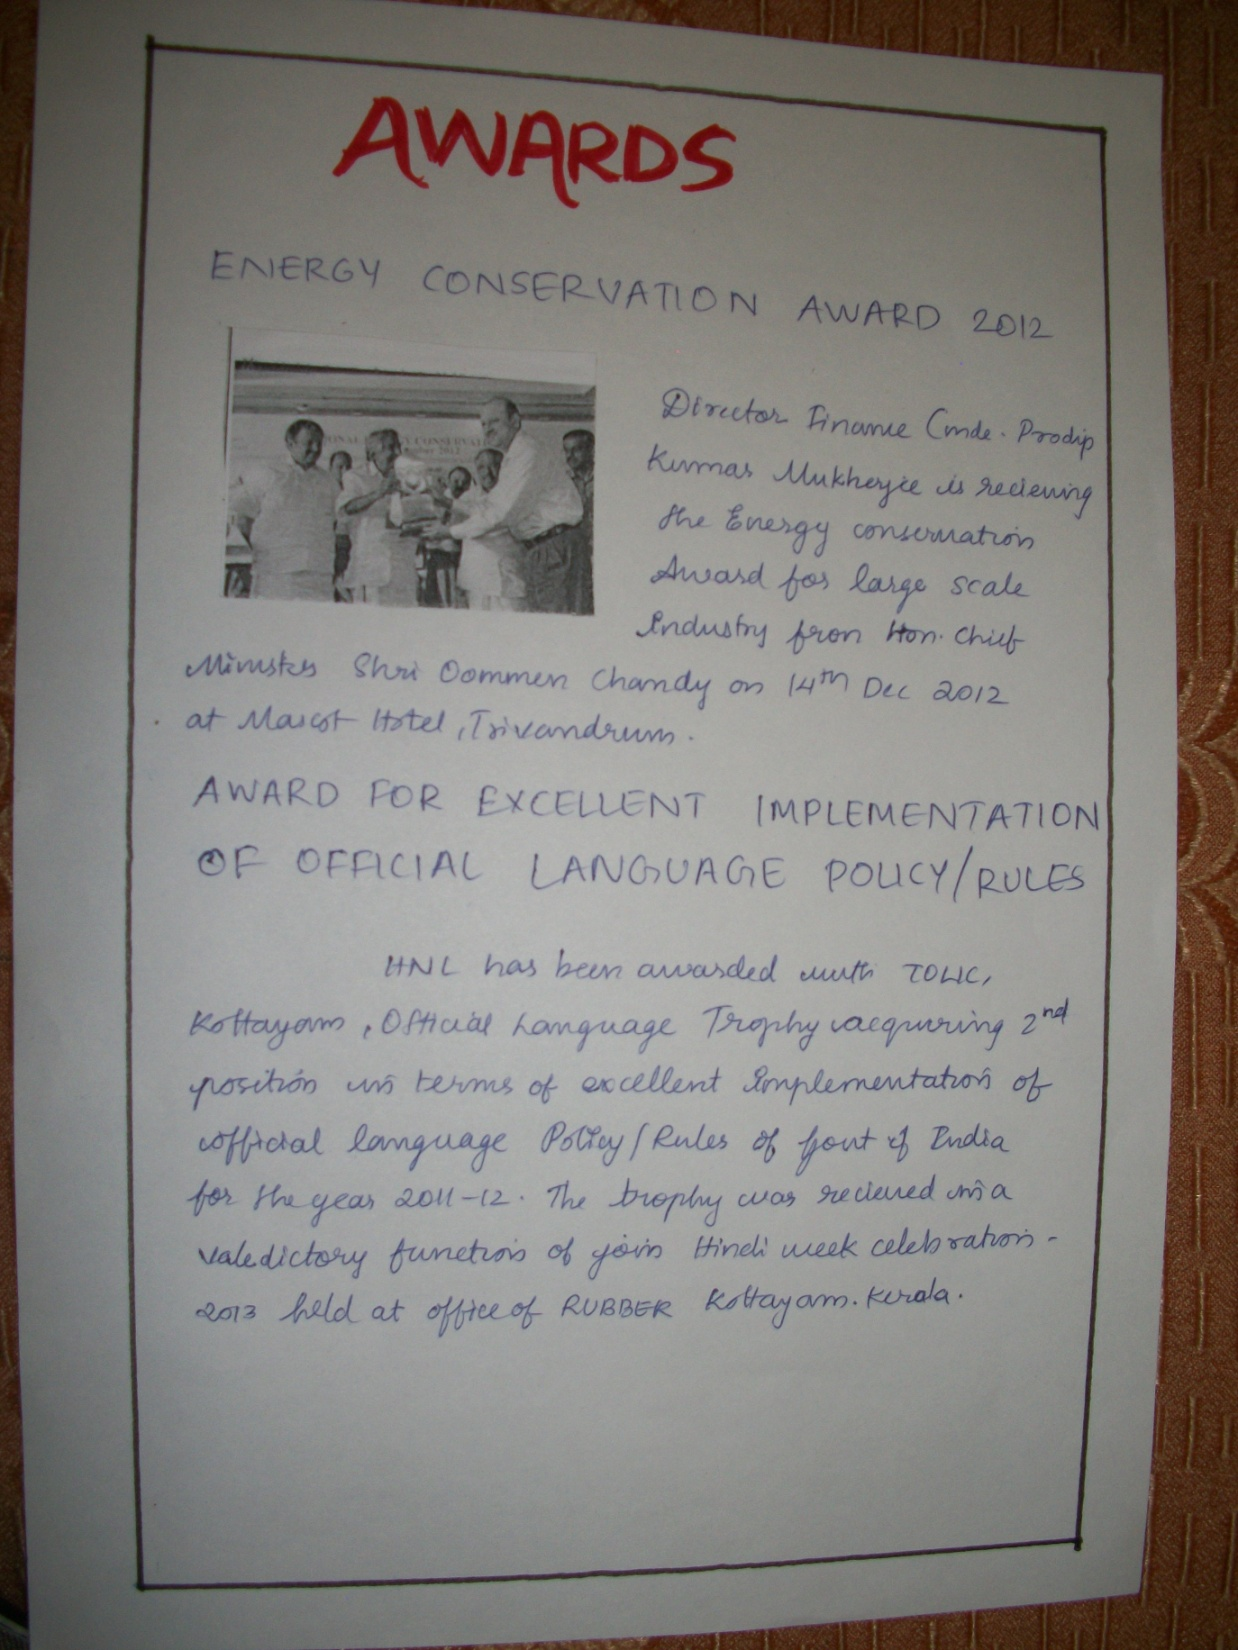 AWARDS
ENERGY CONSERVATION AWARD 2012
Director Finance Cmde. Prodip
Kumar Mukherjee is recieving
the Energy conservation
Award for large scale
Industry from Hon. Chief
Minister Shri Oommen Chandy on 14th Dec 2012
at Mascot Hotel, Trivandrum.
AWARD FOR EXCELLENT IMPLEMENTATION
OF OFFICIAL LANGUAGE POLICY/RULES
HNL has been awarded with TOLIC,
Kottayam, Official Language Trophy acquiring 2nd
position in terms of excellent Implementation of
official language Policy/Rules of Govt of India
for the year 2011-12. The trophy was recieved in a
valedictory function of join Hindi week celebration-
2013 held at office of RUBBER Kottayam. Kerala.